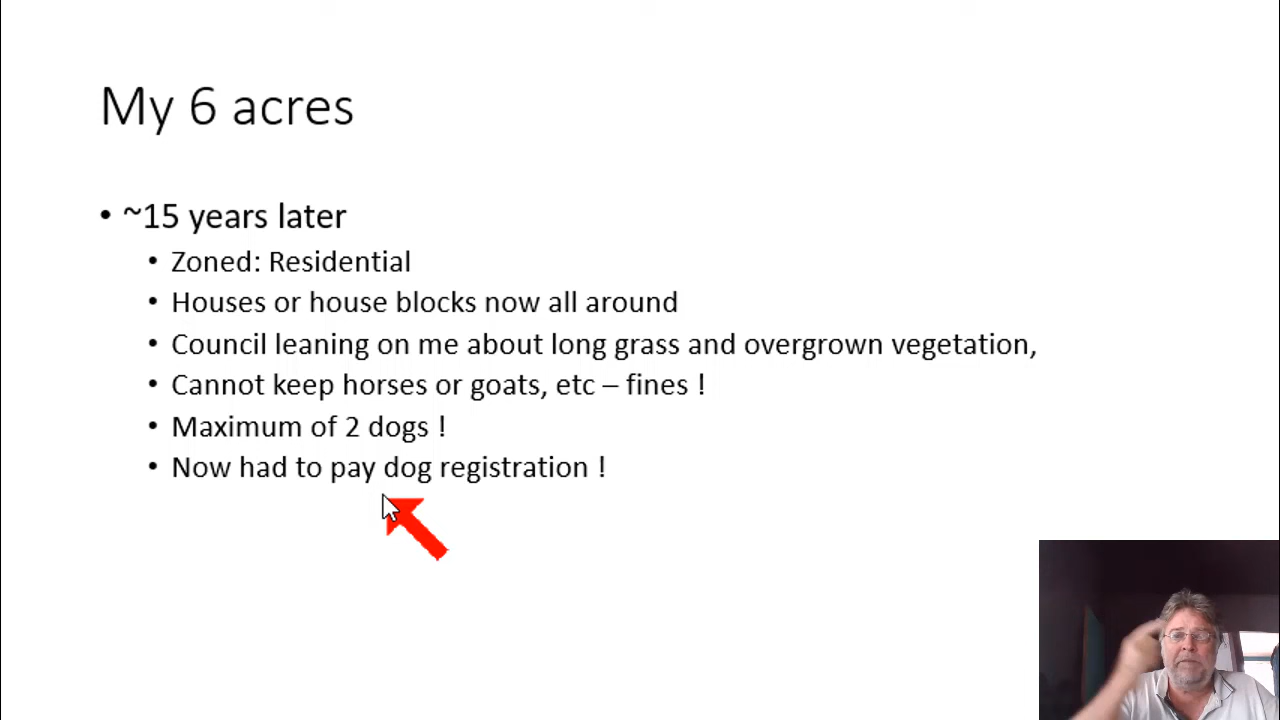 My 6 acres
• ~15 years later
• Zoned: Residential
• Houses or house blocks now all around
• Council leaning on me about long grass and overgrown vegetation,
• Cannot keep horses or goats, etc – fines !
• Maximum of 2 dogs !
• Now had to pay dog registration !